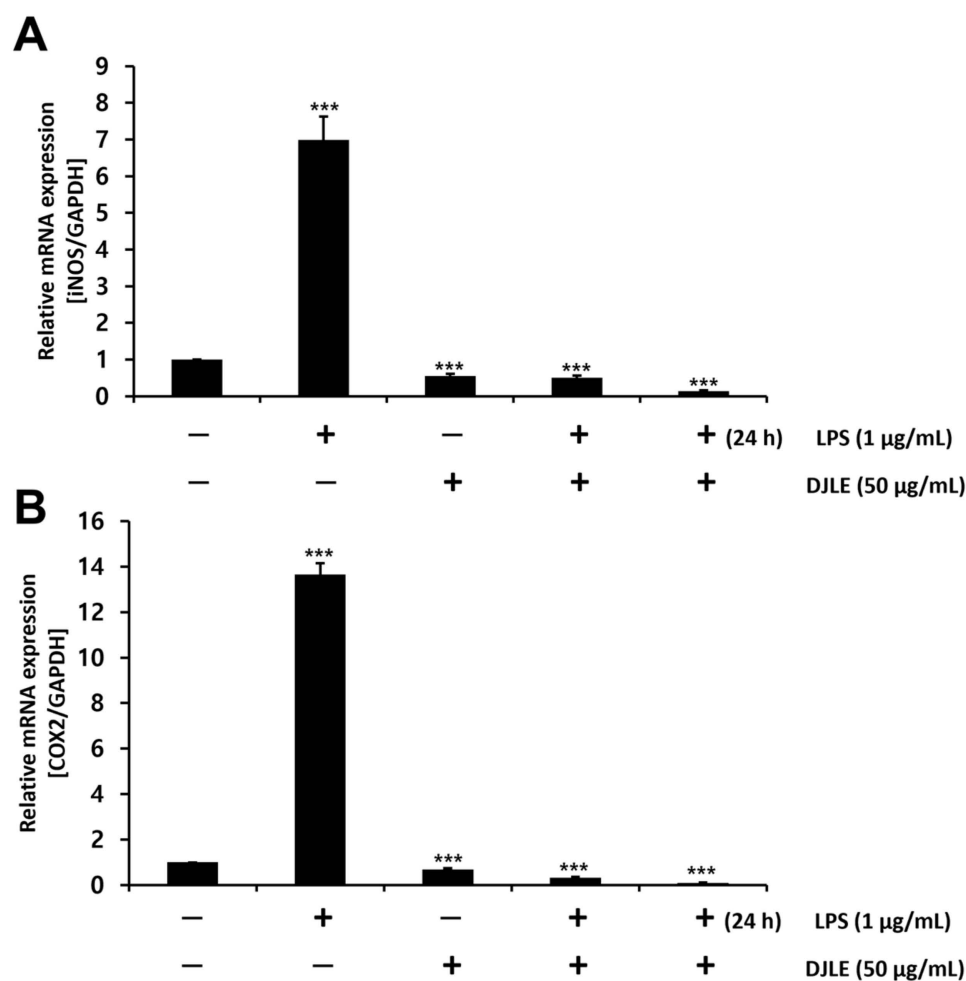 A
Relative mRNA expression
[iNOS/GAPDH]
9
8
7
6
5
4
3
2
1
0
***
***
***
***
— + — + + (24 h) LPS (1 µg/mL)
— — + + + DJLE (50 µg/mL)
B
Relative mRNA expression
[COX2/GAPDH]
16
14
12
10
8
6
4
2
0
***
***
***
***
— + — + + (24 h) LPS (1 µg/mL)
— — + + + DJLE (50 µg/mL)